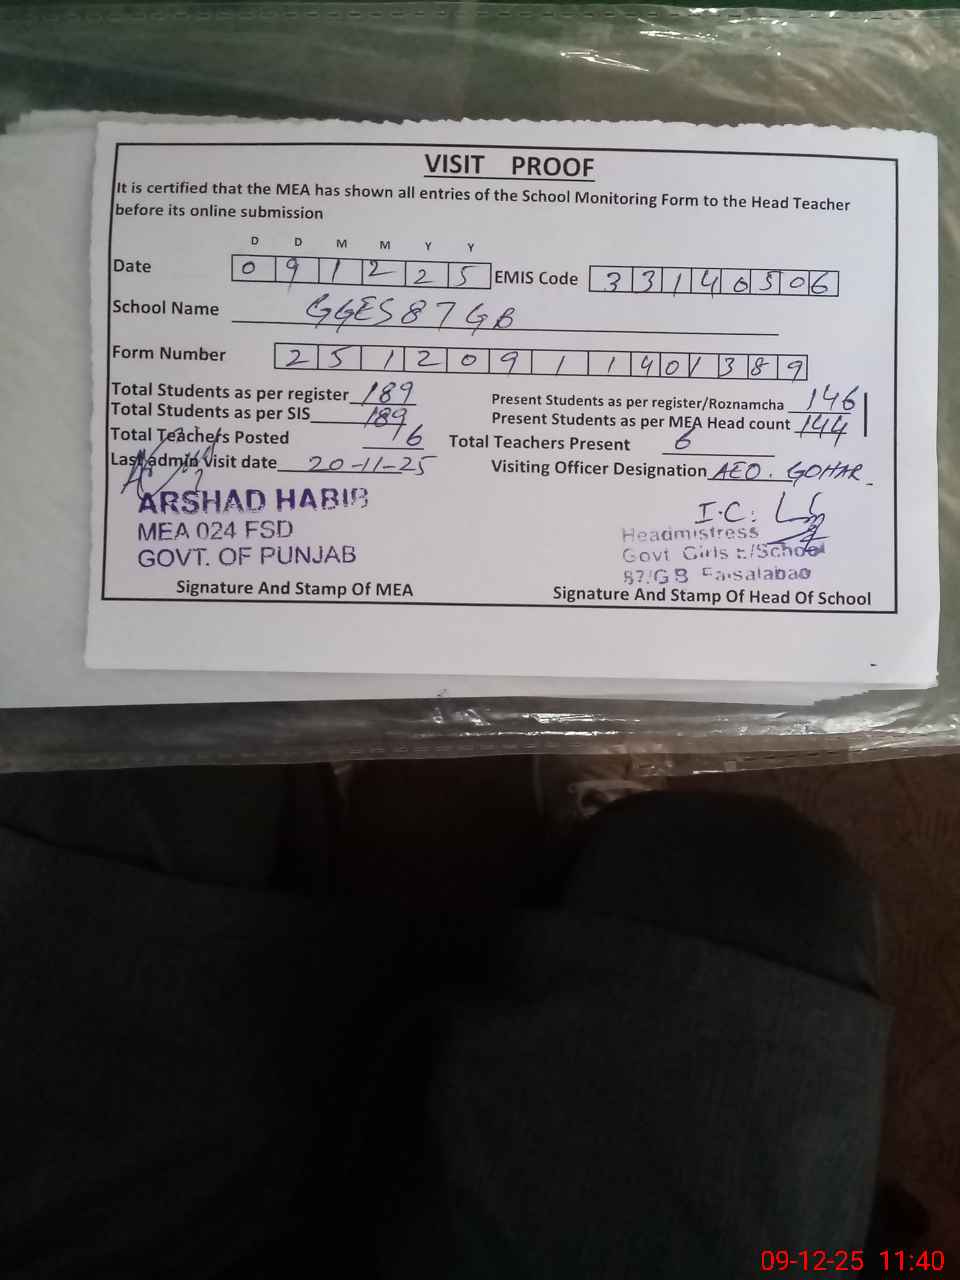 VISIT PROOF
It is certified that the MEA has shown all entries of the School Monitoring Form to the Head Teacher
before its online submission
D D M M Y Y
Date 0 9 1 2 2 5 EMIS Code 3 3 1 4 0 5 0 6
School Name GGES 87 GB
Form Number 2 5 1 2 0 9 1 1 4 0 1 3 8 9
Total Students as per register 189 Present Students as per register/Roznamcha 146
Total Students as per SIS 189 Present Students as per MEA Head count 144
Total Teachers Posted Total Teachers Present 6
Last admin Visit date 20-11-25 Visiting Officer Designation AEO. GOHAR
ARSHAD HABIB I.C.
MEA 024 FSD Headmistress
GOVT. OF PUNJAB Govt Girls E/School
87/GB Faisalabad
Signature And Stamp Of MEA Signature And Stamp Of Head Of School
09-12-25 11:40